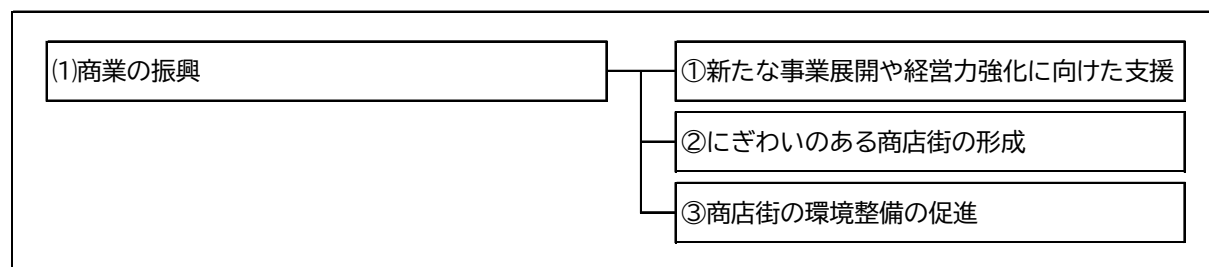 ⑴商業の振興
①新たな事業展開や経営力強化に向けた支援
②にぎわいのある商店街の形成
③商店街の環境整備の促進